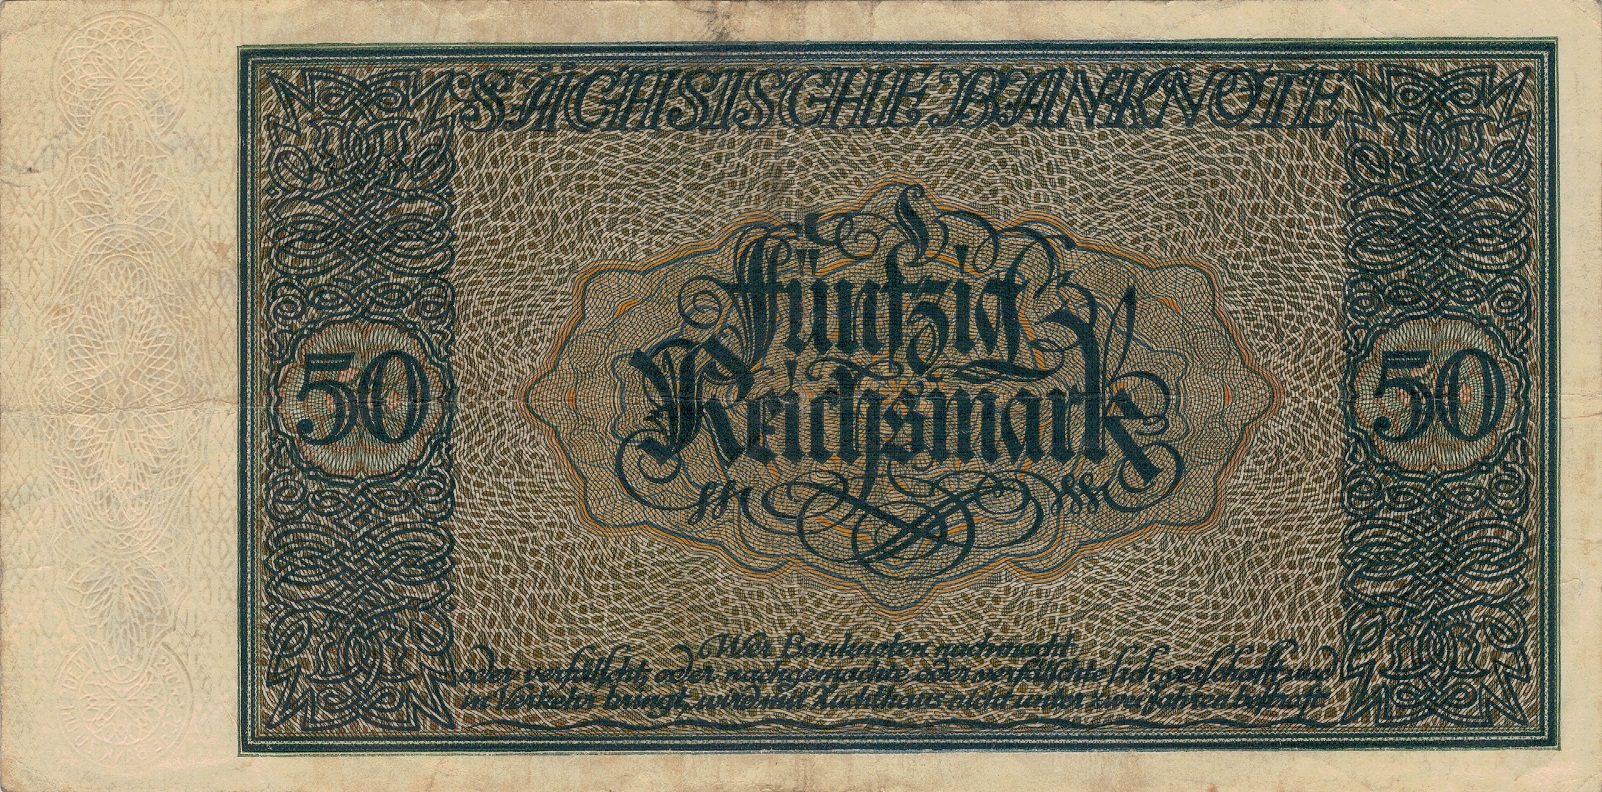 SÄCHSISCHE BANKNOTE
Fünfzig
50 Reichsmark 50
Wer Banknoten nachmacht
oder verfälscht, oder nachgemachte oder verfälschte sich verschafft und
in Verkehr bringt, wird mit Zuchthaus nicht unter zwei Jahren bestraft